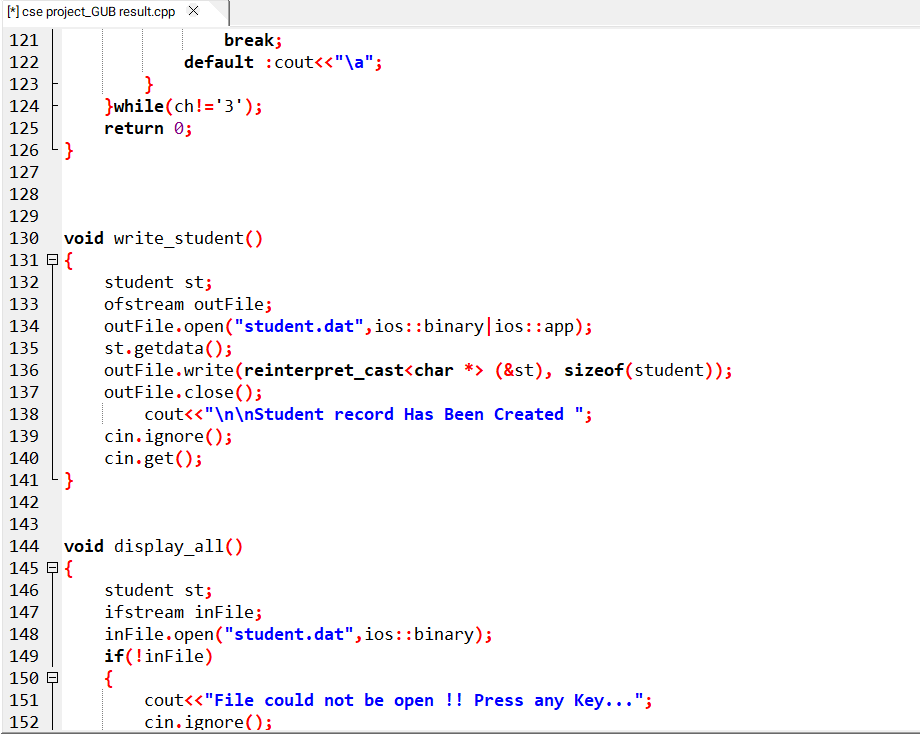 [*] cse project_GUB result.cpp ×
121 break;
122 default :cout<<"\a";
123 }
124 }while(ch!='3');
125 return 0;
126 }
127
128
129
130 void write_student()
131 {
132 student st;
133 ofstream outFile;
134 outFile.open("student.dat",ios::binary|ios::app);
135 st.getdata();
136 outFile.write(reinterpret_cast<char *> (&st), sizeof(student));
137 outFile.close();
138 cout<<"\n\nStudent record Has Been Created ";
139 cin.ignore();
140 cin.get();
141 }
142
143
144 void display_all()
145 {
146 student st;
147 ifstream inFile;
148 inFile.open("student.dat",ios::binary);
149 if(!inFile)
150 {
151 cout<<"File could not be open !! Press any Key...";
152 cin.ignore();